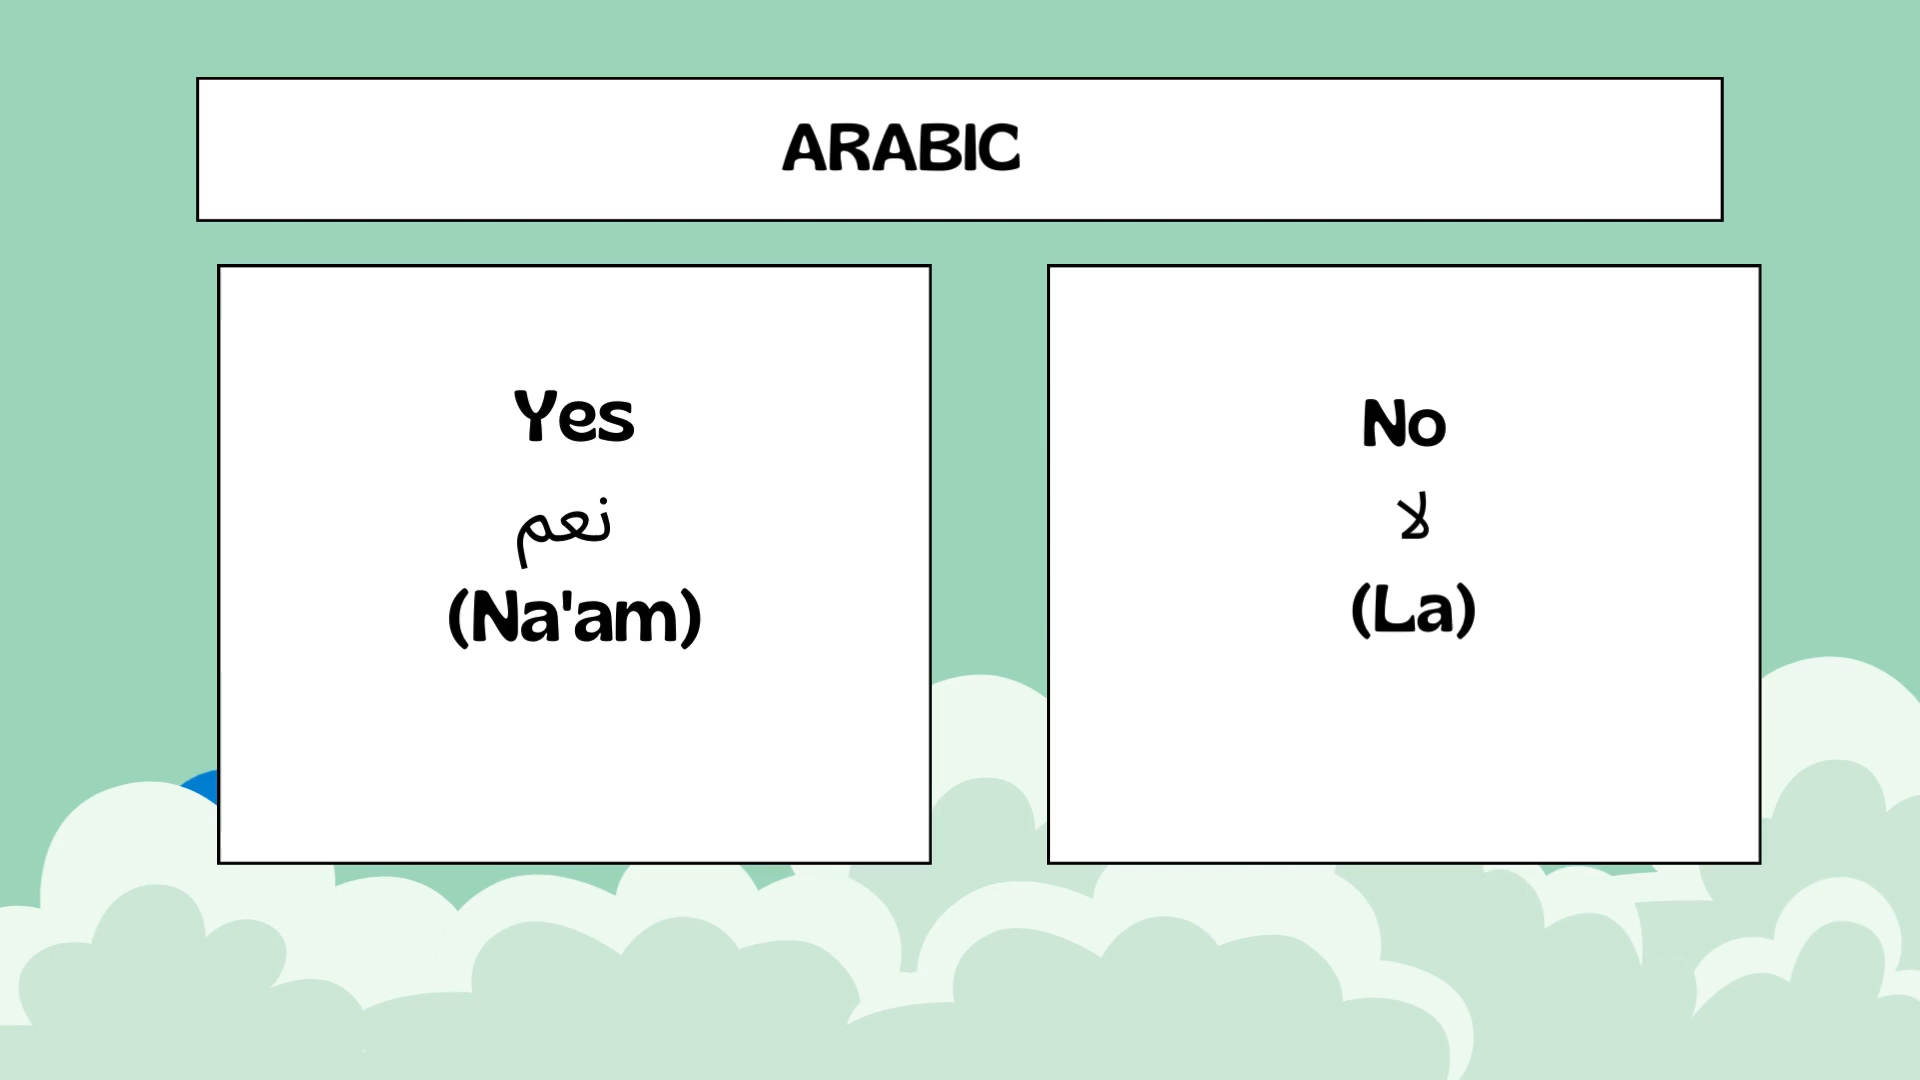 ARABIC
Yes
نعم
(Na'am)
No
لا
(La)